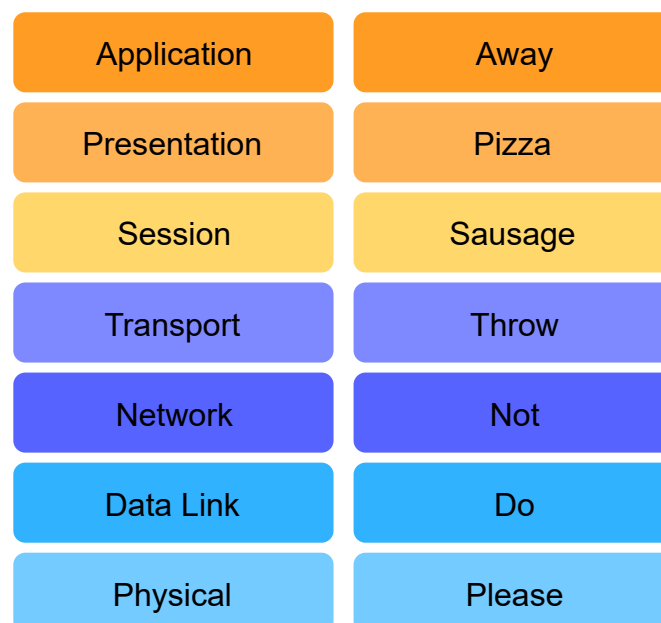 Application Away
Presentation Pizza
Session Sausage
Transport Throw
Network Not
Data Link Do
Physical Please